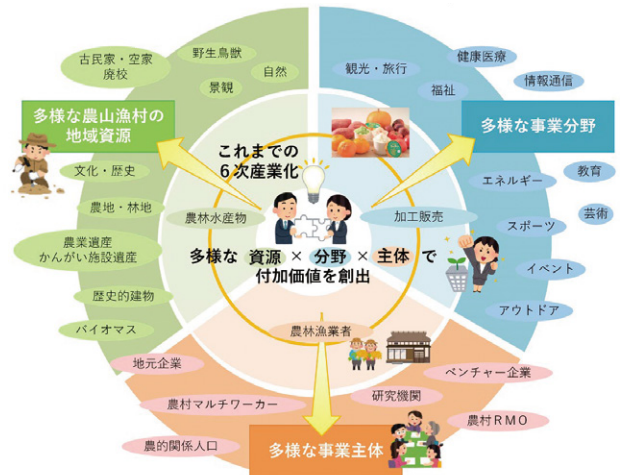 古民家・空家
廃校
野生鳥獣
自然
景観
多様な農山漁村の
地域資源
文化・歴史
農地・林地
農業遺産
かんがい施設遺産
歴史的建物
バイオマス
農林水産物
観光・旅行
健康医療
福祉
情報通信
多様な事業分野
教育
エネルギー
芸術
スポーツ
イベント
アウトドア
加工販売
これまでの
6次産業化
多様な 資源 × 分野 × 主体 で
付加価値を創出
農林漁業者
地元企業
ベンチャー企業
農村マルチワーカー
研究機関
農村RMO
農的関係人口
多様な事業主体